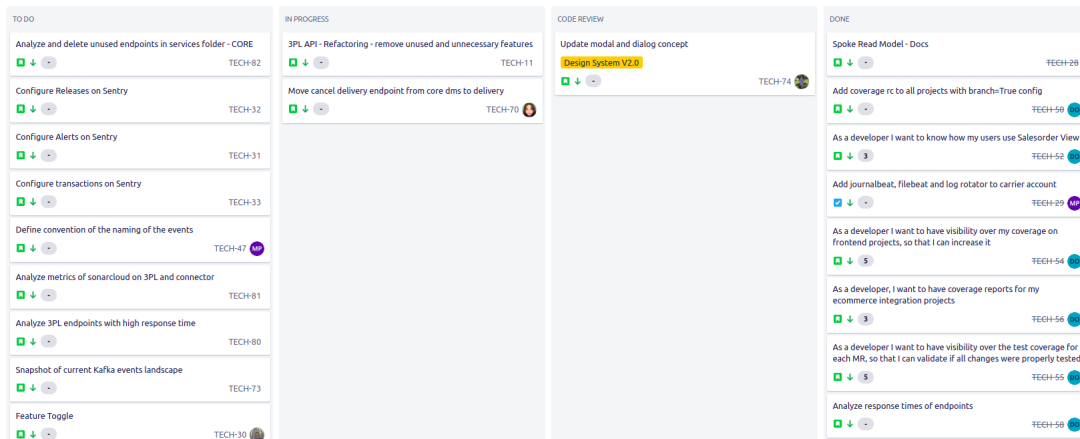 TO DO
Analyze and delete unused endpoints in services folder - CORE
-
TECH-82
Configure Releases on Sentry
-
TECH-32
Configure Alerts on Sentry
-
TECH-31
Configure transactions on Sentry
-
TECH-33
Define convention of the naming of the events
-
TECH-47 MP
Analyze metrics of sonarcloud on 3PL and connector
-
TECH-81
Analyze 3PL endpoints with high response time
-
TECH-80
Snapshot of current Kafka events landscape
-
TECH-73
Feature Toggle
-
TECH-30
IN PROGRESS
3PL API - Refactoring - remove unused and unnecessary features
-
TECH-11
Move cancel delivery endpoint from core dms to delivery
-
TECH-70
CODE REVIEW
Update modal and dialog concept
Design System V2.0
-
TECH-74
DONE
Spoke Read Model - Docs
-
TECH-28
Add coverage rc to all projects with branch=True config
-
TECH-50 DO
As a developer I want to know how my users use Salesorder View
3
TECH-52 DO
Add journalbeat, filebeat and log rotator to carrier account
-
TECH-29 MP
As a developer I want to have visibility over my coverage on
frontend projects, so that I can increase it
5
TECH-54 DO
As a developer, I want to have coverage reports for my
ecommerce integration projects
3
TECH-56 DO
As a developer I want to have visibility over the test coverage for
each MR, so that I can validate if all changes were properly tested
5
TECH-55 DO
Analyze response times of endpoints
-
TECH-58 DO